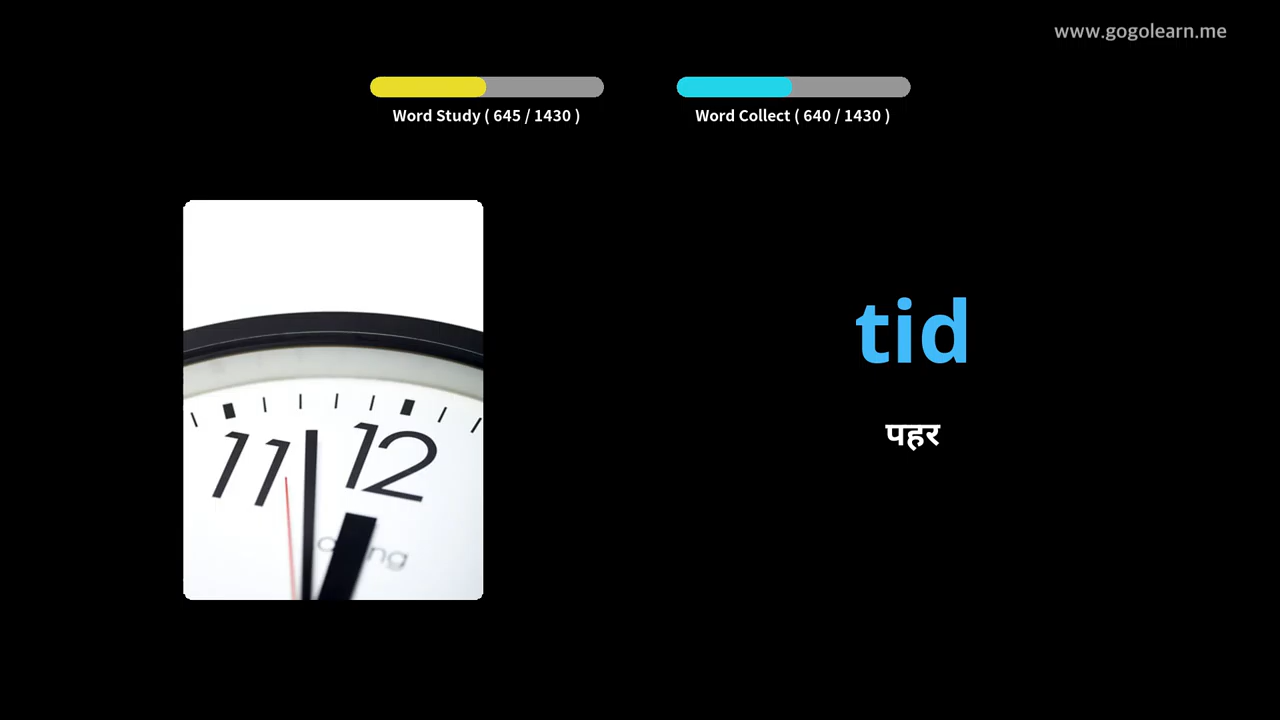 www.gogolearn.me
Word Study ( 645 / 1430 )
Word Collect ( 640 / 1430 )
11 12
tid
पहर